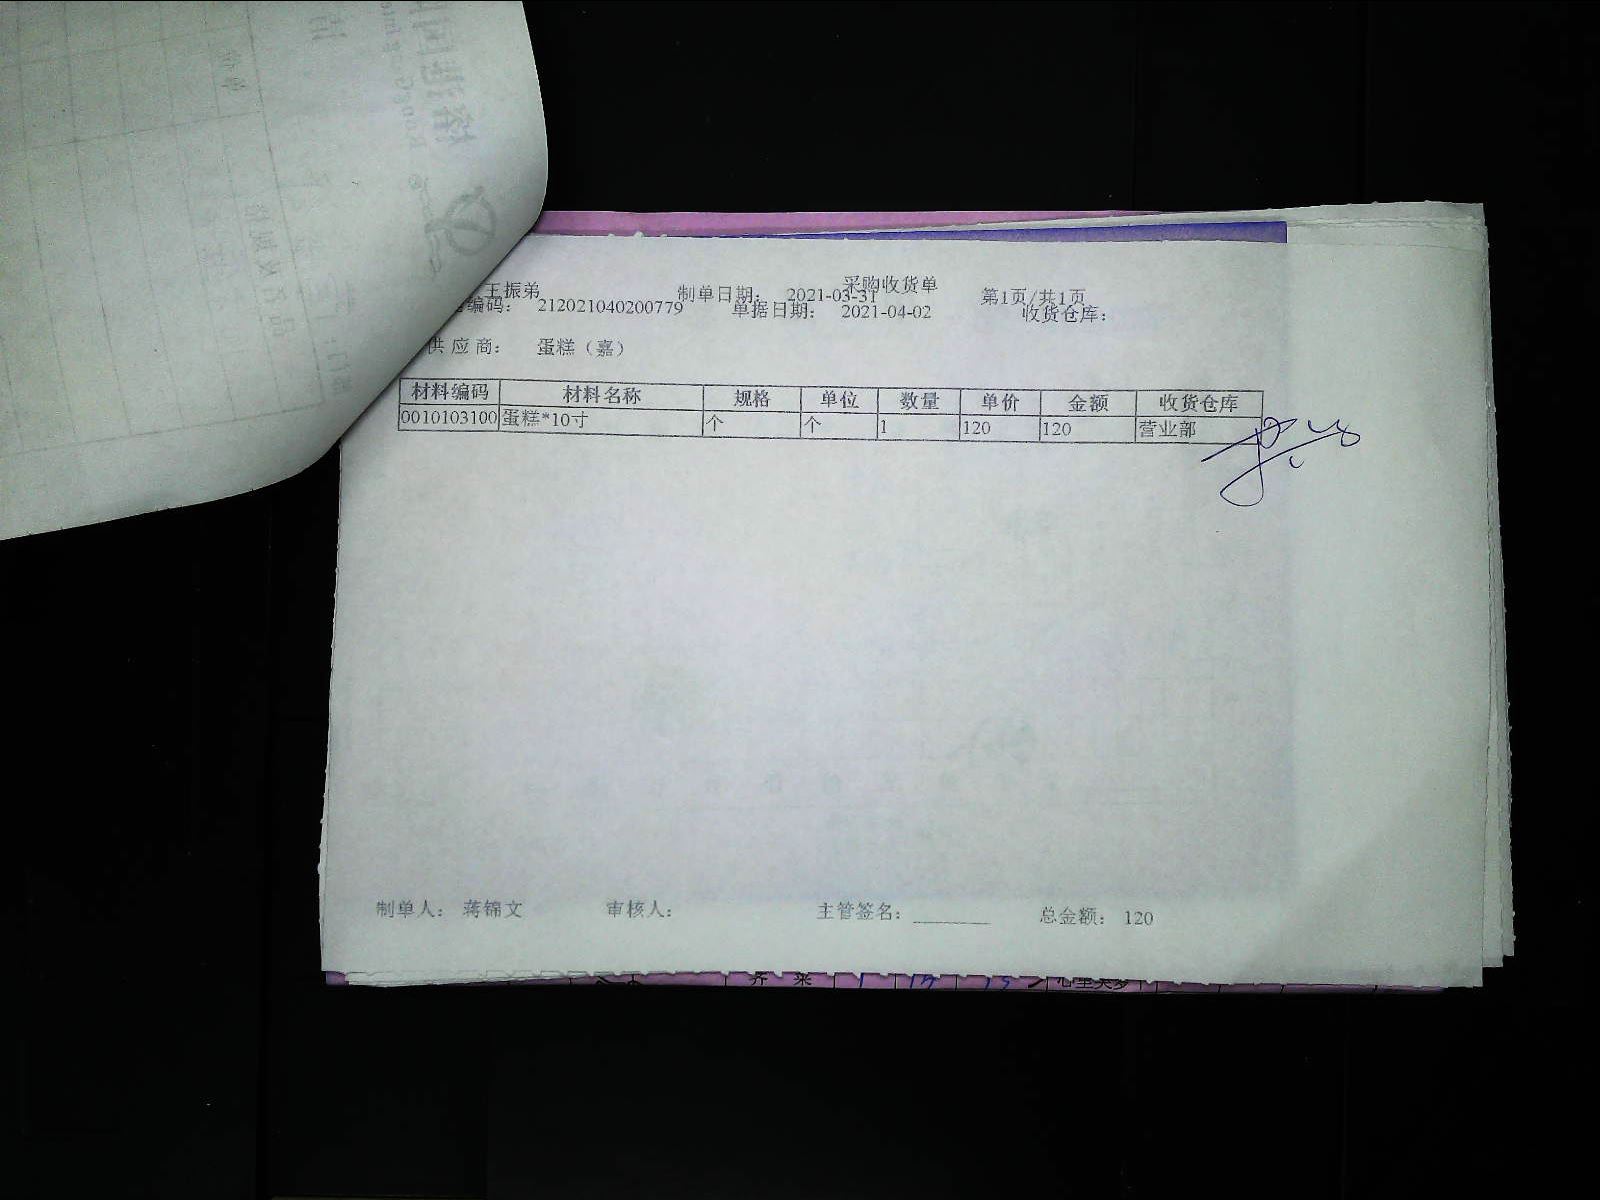 采购收货单
王振弟 制单日期： 2021-03-31 第1页/共1页
编码： 212021040200779 单据日期： 2021-04-02 收货仓库：
供应商： 蛋糕（嘉）
材料编码 材料名称 规格 单位 数量 单价 金额 收货仓库
0010103100 蛋糕*10寸 个 个 1 120 120 营业部
制单人： 蒋锦文 审核人： 主管签名： ________ 总金额： 120